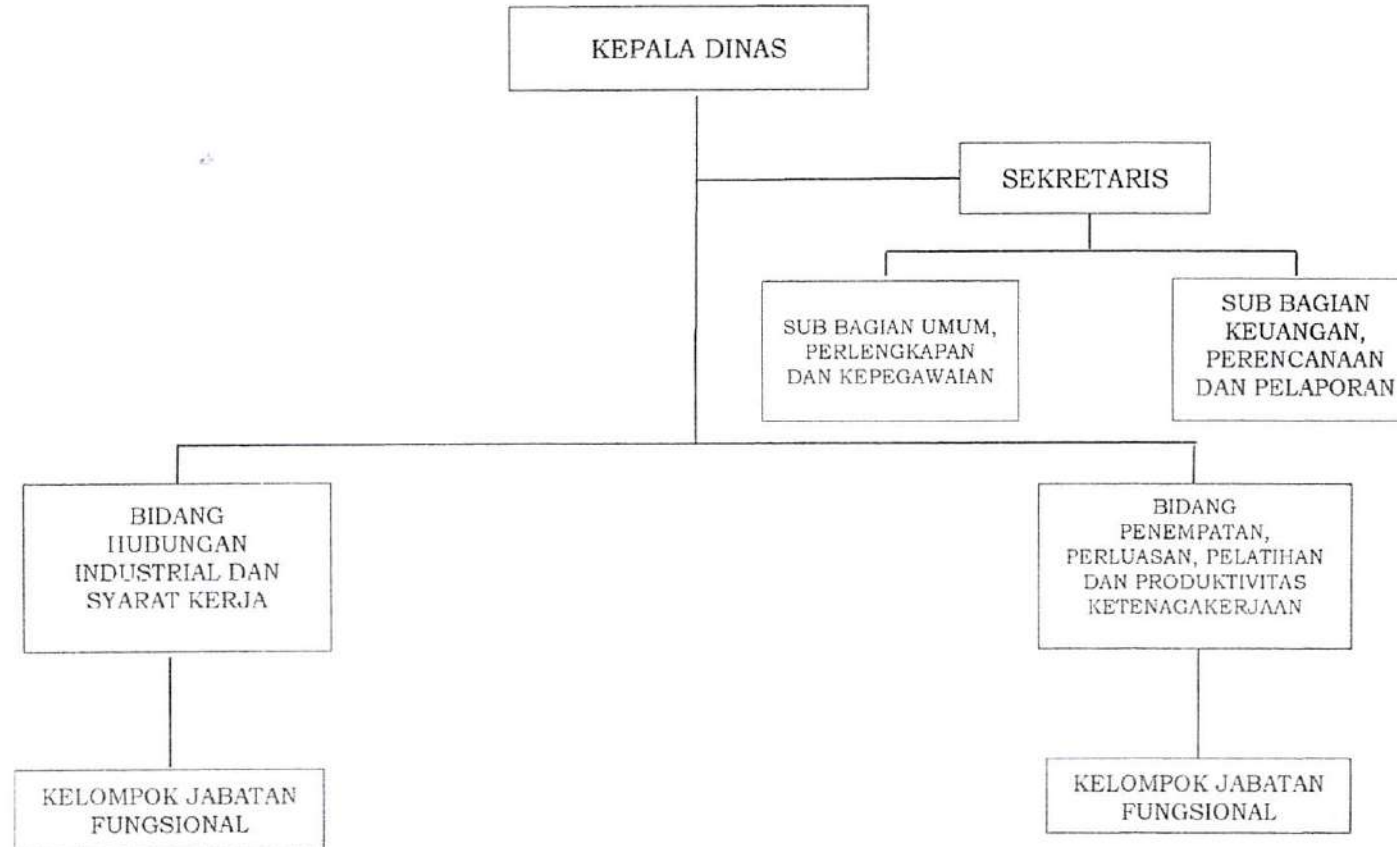 KEPALA DINAS
SEKRETARIS
SUB BAGIAN UMUM,
PERLENGKAPAN
DAN KEPEGAWAIAN
SUB BAGIAN
KEUANGAN,
PERENCANAAN
DAN PELAPORAN
BIDANG
HUBUNGAN
INDUSTRIAL DAN
SYARAT KERJA
BIDANG
PENEMPATAN,
PERLUASAN, PELATIHAN
DAN PRODUKTIVITAS
KETENAGAKERJAAN
KELOMPOK JABATAN
FUNGSIONAL
KELOMPOK JABATAN
FUNGSIONAL